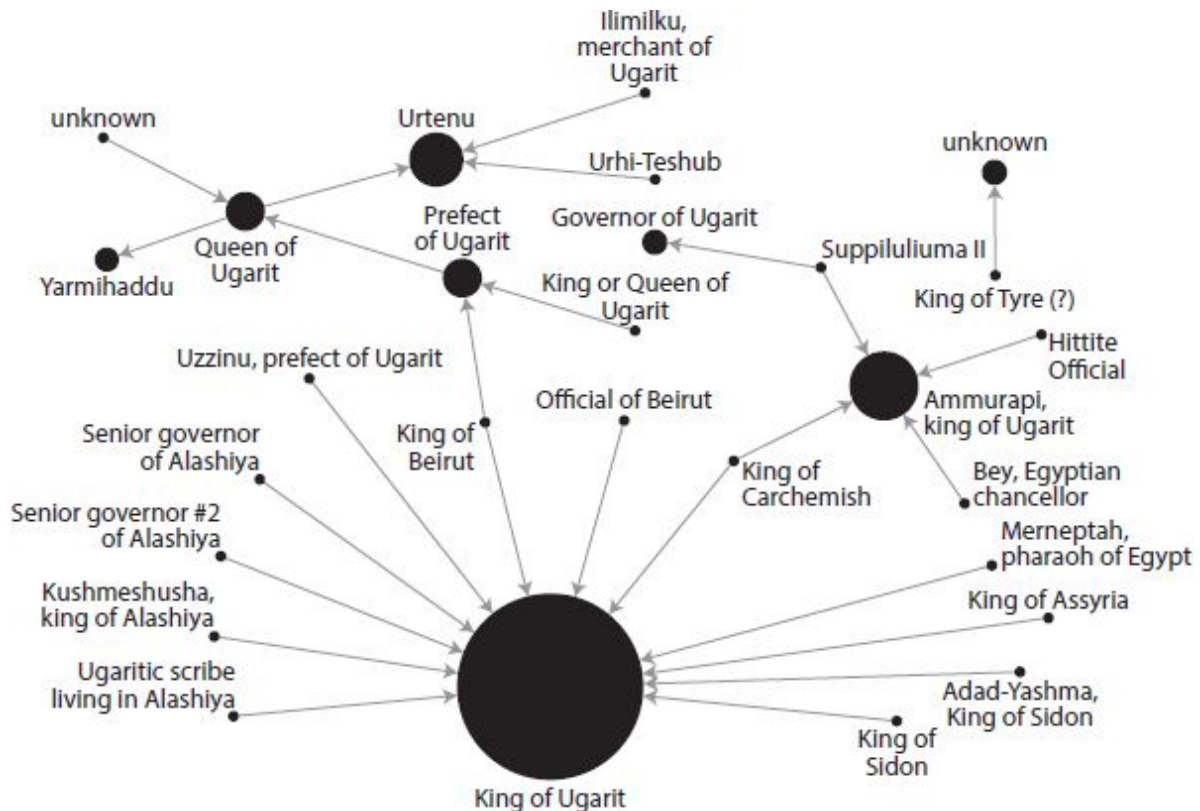 Ilimilku,
merchant of
Ugarit
unknown
Urtenu
unknown
Urhi-Teshub
Prefect
of Ugarit
Governor of Ugarit
Queen of
Ugarit
Suppiluliuma II
Yarmihaddu
King or Queen of
Ugarit
King of Tyre (?)
Hittite
Official
Uzzinu, prefect of Ugarit
Official of Beirut
Ammurapi,
king of Ugarit
Senior governor
of Alashiya
King of
Beirut
King of
Carchemish
Bey, Egyptian
chancellor
Senior governor #2
of Alashiya
Merneptah,
pharaoh of Egypt
Kushmeshusha,
king of Alashiya
King of Assyria
Ugaritic scribe
living in Alashiya
Adad-Yashma,
King of Sidon
King of
Sidon
King of Ugarit